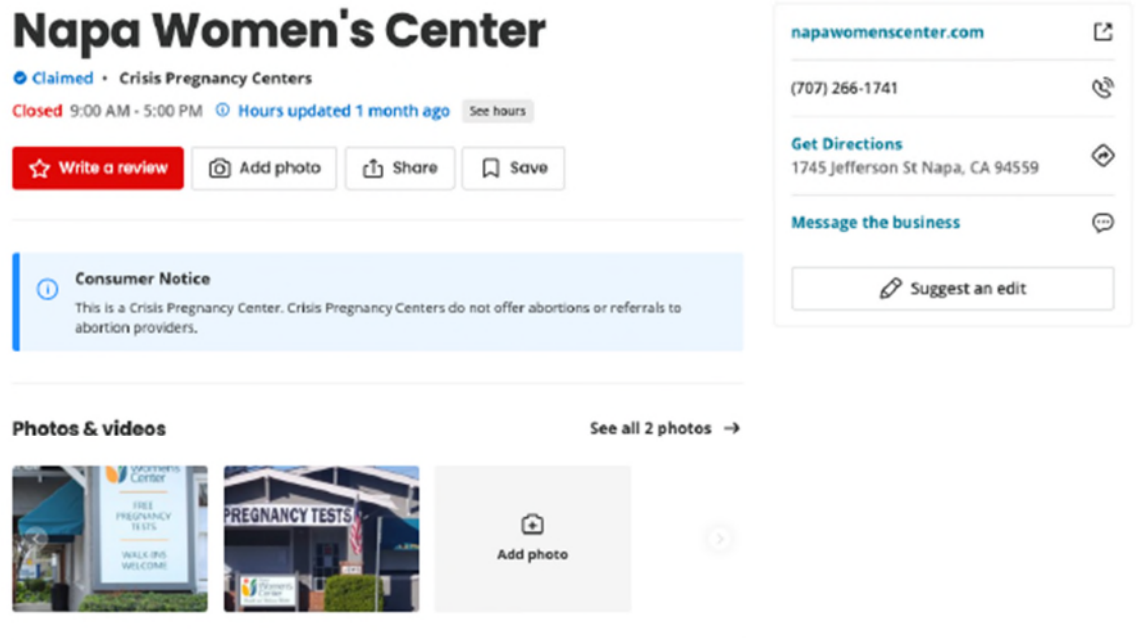 Napa Women's Center
Claimed • Crisis Pregnancy Centers
Closed 9:00 AM - 5:00 PM Hours updated 1 month ago See hours
Write a review Add photo Share Save
Consumer Notice
This is a Crisis Pregnancy Center. Crisis Pregnancy Centers do not offer abortions or referrals to
abortion providers.
Photos & videos See all 2 photos →
Women's
Center
FREE
PREGNANCY
TESTS
WALK-INS
WELCOME
PREGNANCY TESTS
Women's
Center
Add photo
napawomenscenter.com
(707) 266-1741
Get Directions
1745 Jefferson St Napa, CA 94559
Message the business
Suggest an edit